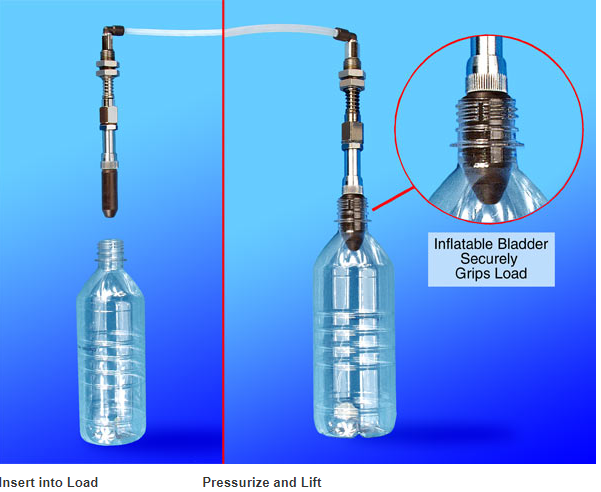 Inflatable Bladder
Securely
Grips Load
Insert into Load
Pressurize and Lift